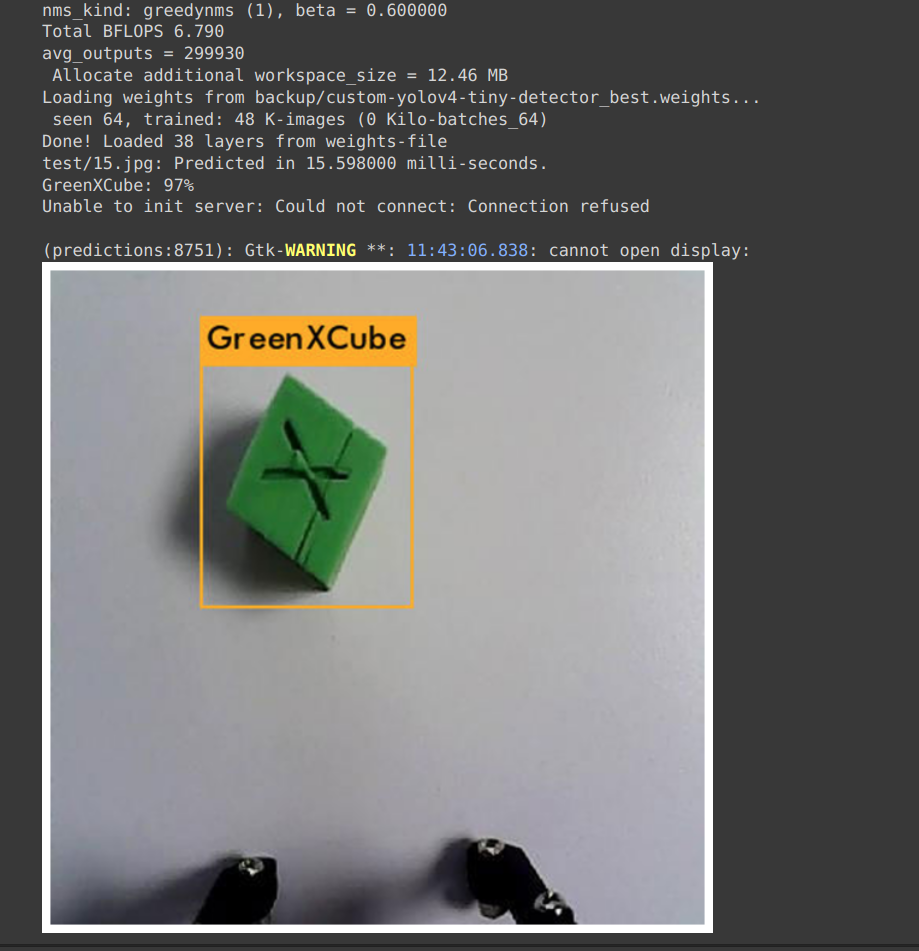 nms_kind: greedynms (1), beta = 0.600000
Total BFLOPS 6.790
avg_outputs = 299930
Allocate additional workspace_size = 12.46 MB
Loading weights from backup/custom-yolov4-tiny-detector_best.weights...
seen 64, trained: 48 K-images (0 Kilo-batches_64)
Done! Loaded 38 layers from weights-file
test/15.jpg: Predicted in 15.598000 milli-seconds.
GreenXCube: 97%
Unable to init server: Could not connect: Connection refused
(predictions:8751): Gtk-WARNING **: 11:43:06.838: cannot open display:
GreenXCube
X